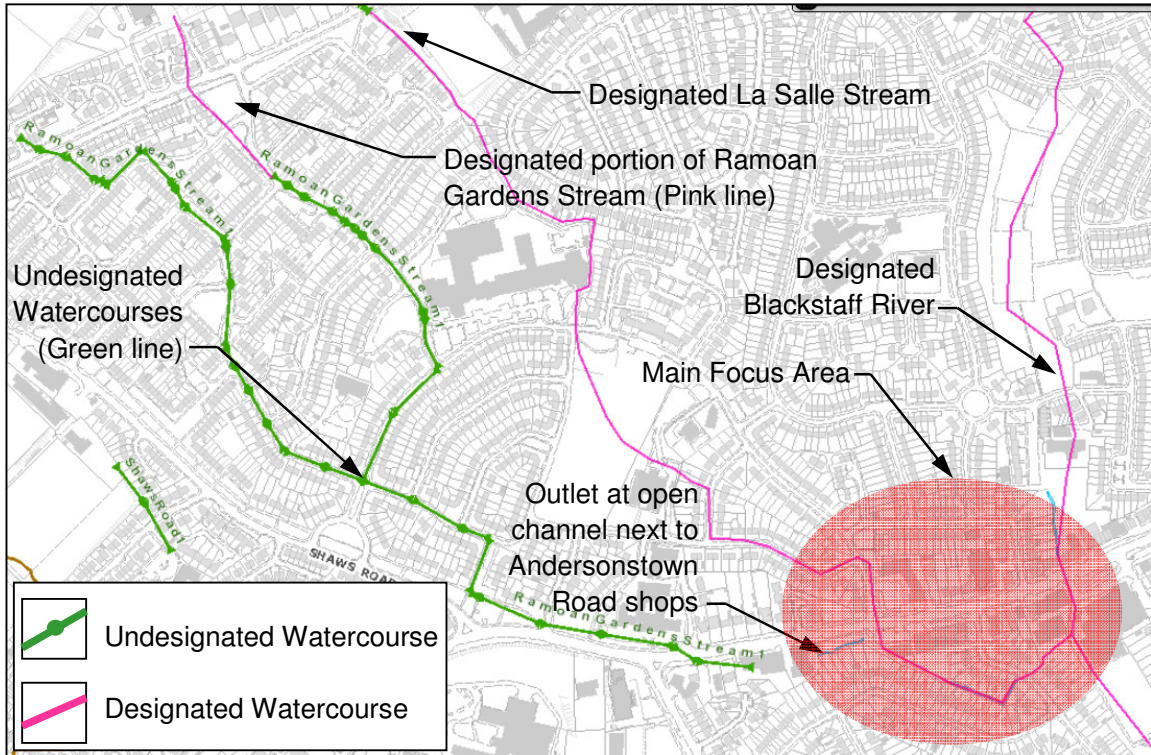 Designated La Salle Stream
Designated portion of Ramoan
Gardens Stream (Pink line)
RamoanGardensStream1
RamoanGardensStream1
Undesignated
Watercourses
(Green line)
Designated
Blackstaff River
Main Focus Area
ShawsRoad1
Outlet at open
channel next to
Andersonstown
Road shops
SHAWS ROAD
RamoanGardensStream1
Undesignated Watercourse
Designated Watercourse